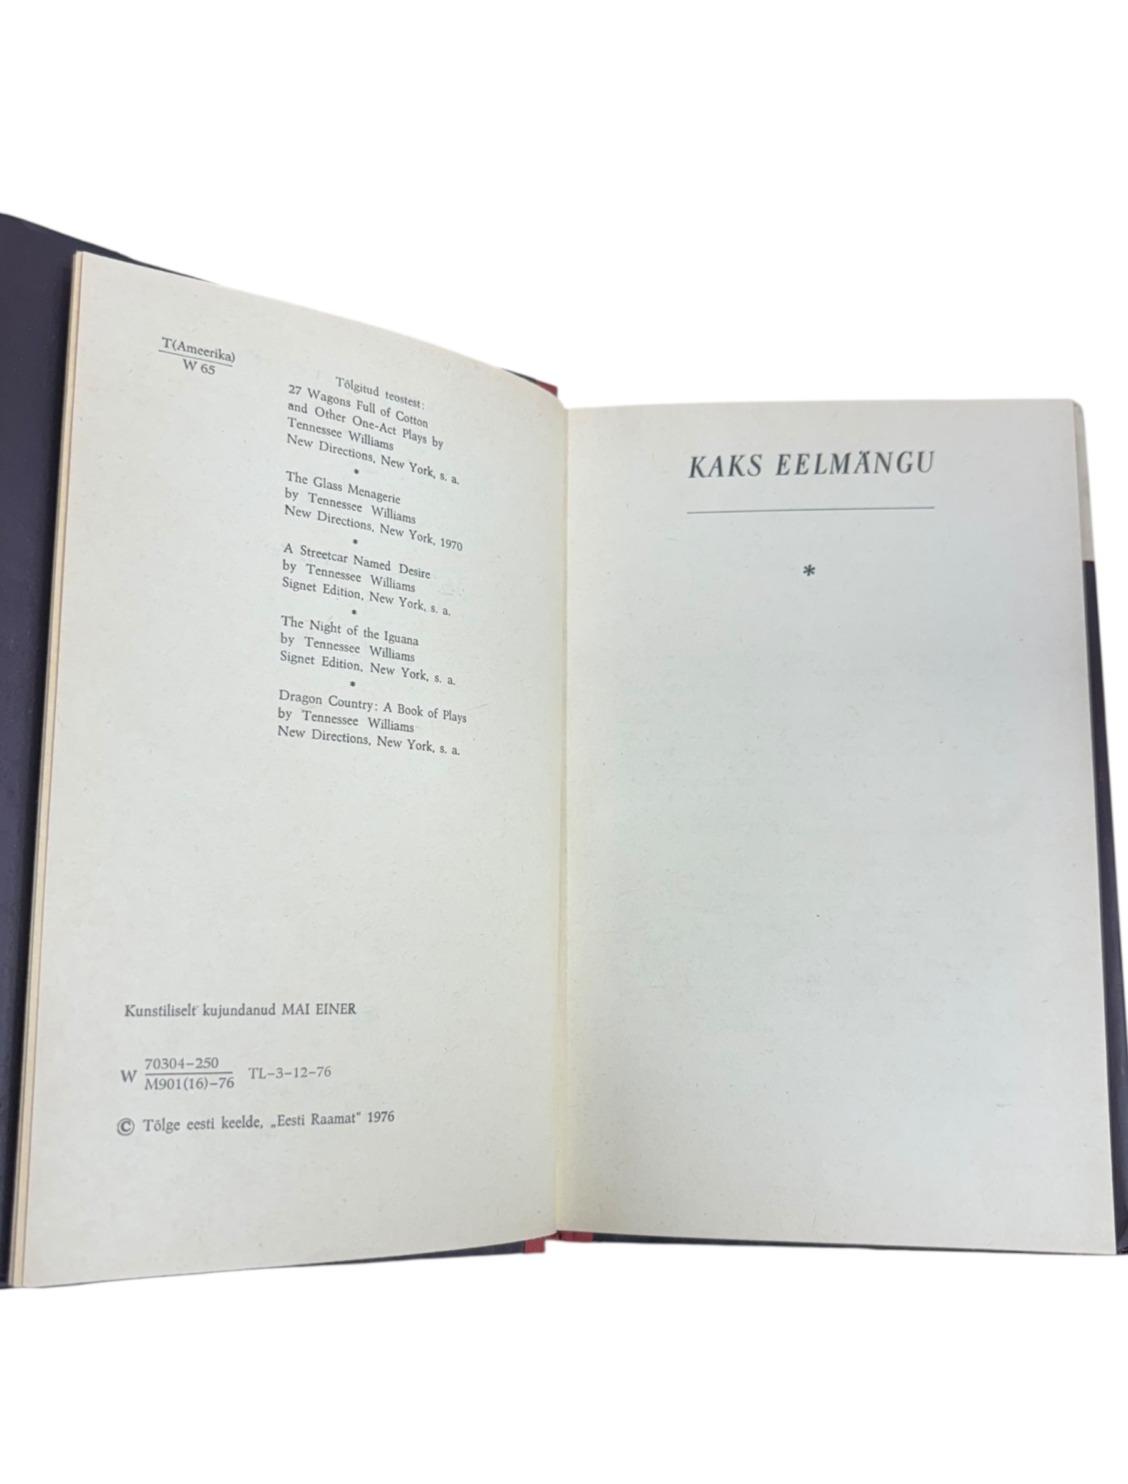 T(Ameerika)
W 65
Tõlgitud teostest:
27 Wagons Full of Cotton
and Other One-Act Plays by
Tennessee Williams
New Directions, New York, s. a.
*
The Glass Menagerie
by Tennessee Williams
New Directions, New York, 1970
*
A Streetcar Named Desire
by Tennessee Williams
Signet Edition, New York, s. a.
*
The Night of the Iguana
by Tennessee Williams
Signet Edition, New York, s. a.
*
Dragon Country: A Book of Plays
by Tennessee Williams
New Directions, New York, s. a.
Kunstiliselt kujundanud MAI EINER
W 70304–250 TL–3–12–76
M901(16)–76
© Tõlge eesti keelde, „Eesti Raamat“ 1976
KAKS EELMÄNGU
*